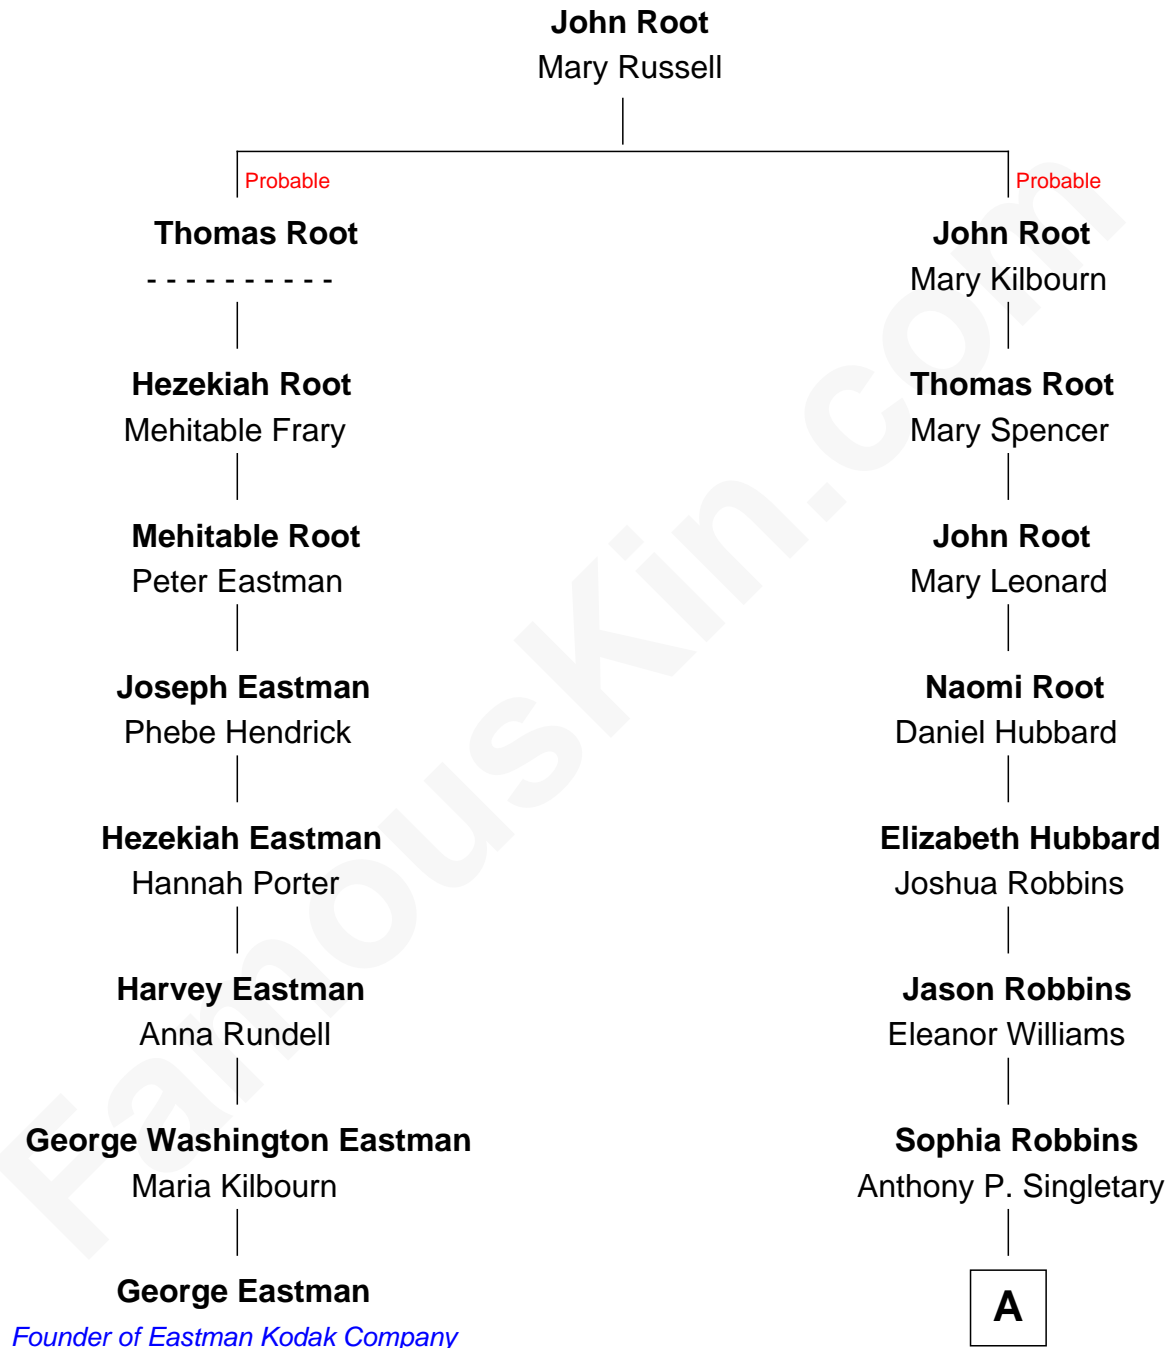 John Root
Mary Russell
Probable
Probable
Thomas Root
John Root
- - - - - - - - - -
Mary Kilbourn
Hezekiah Root
Thomas Root
Mehitable Frary
Mary Spencer
Mehitable Root
John Root
Peter Eastman
Mary Leonard
Joseph Eastman
Naomi Root
Phebe Hendrick
Daniel Hubbard
Hezekiah Eastman
Elizabeth Hubbard
Hannah Porter
Joshua Robbins
Harvey Eastman
Jason Robbins
Anna Rundell
Eleanor Williams
George Washington Eastman
Sophia Robbins
Maria Kilbourn
Anthony P. Singletary
George Eastman
A
Founder of Eastman Kodak Company
FamousKin.com